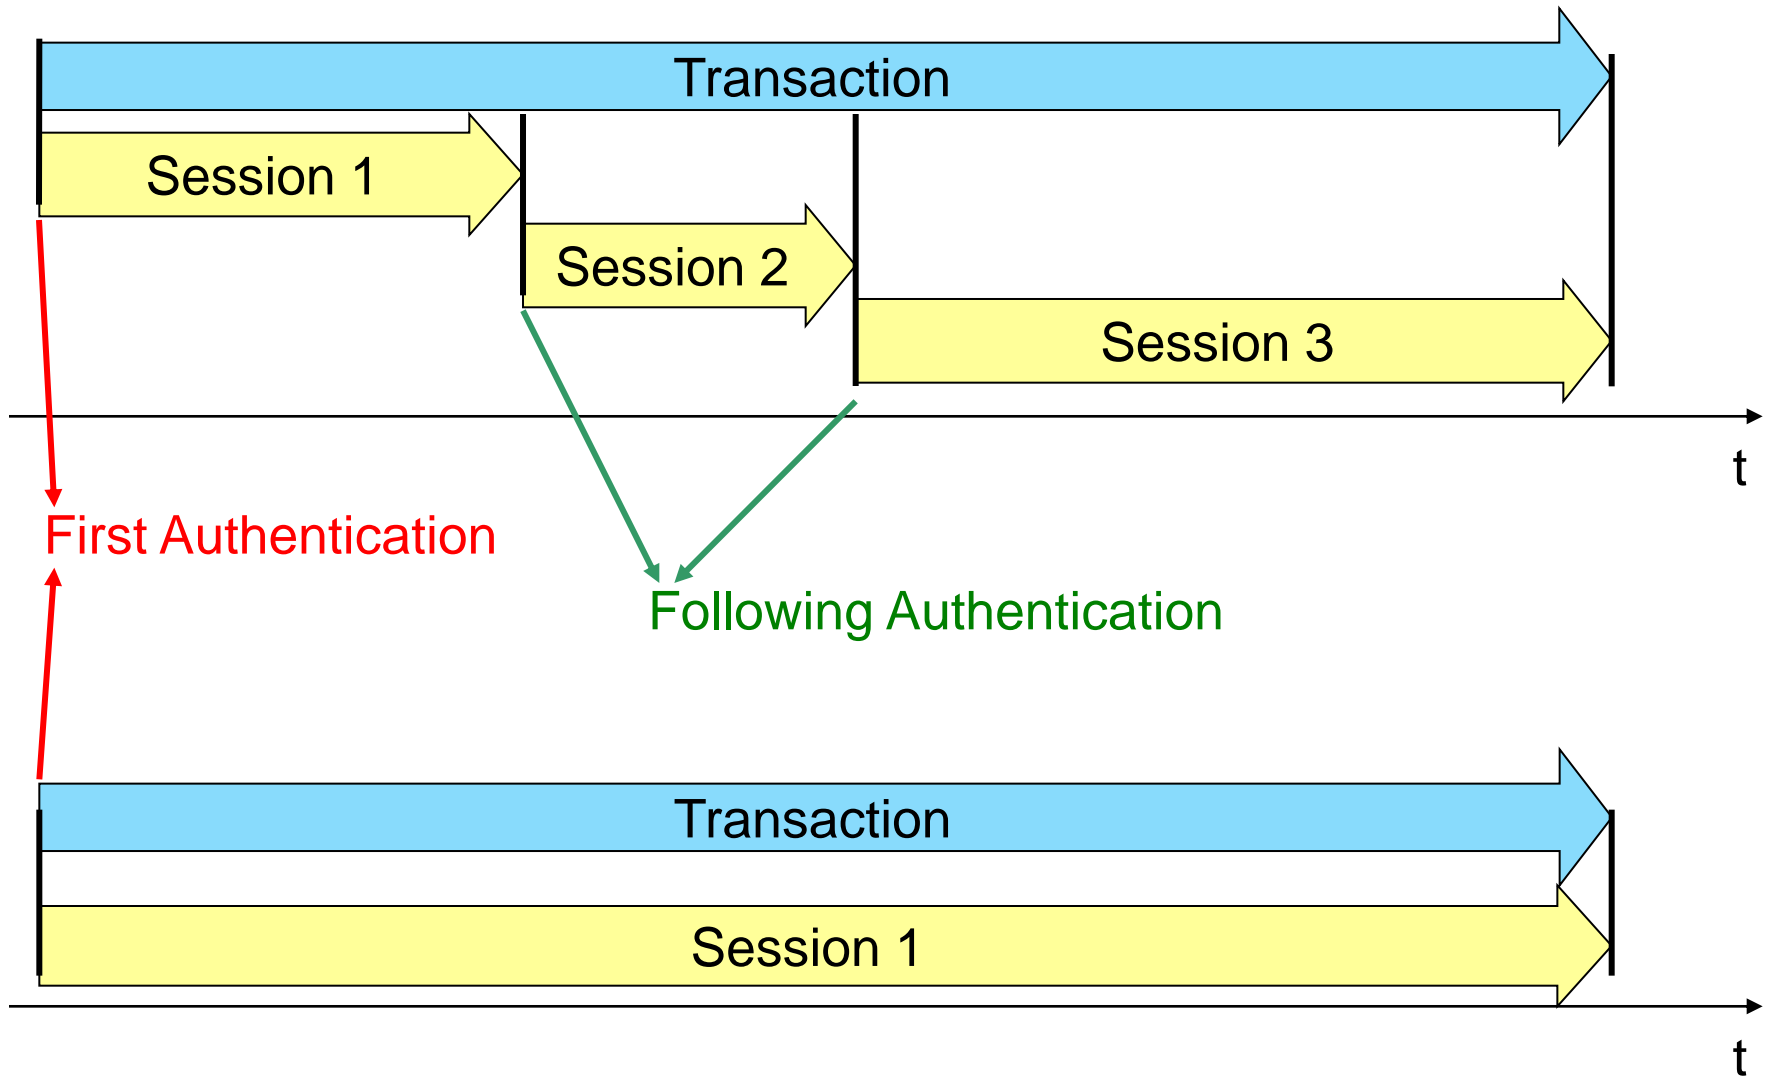 Transaction
Session 1
Session 2
Session 3
t
First Authentication
Following Authentication
Transaction
Session 1
t